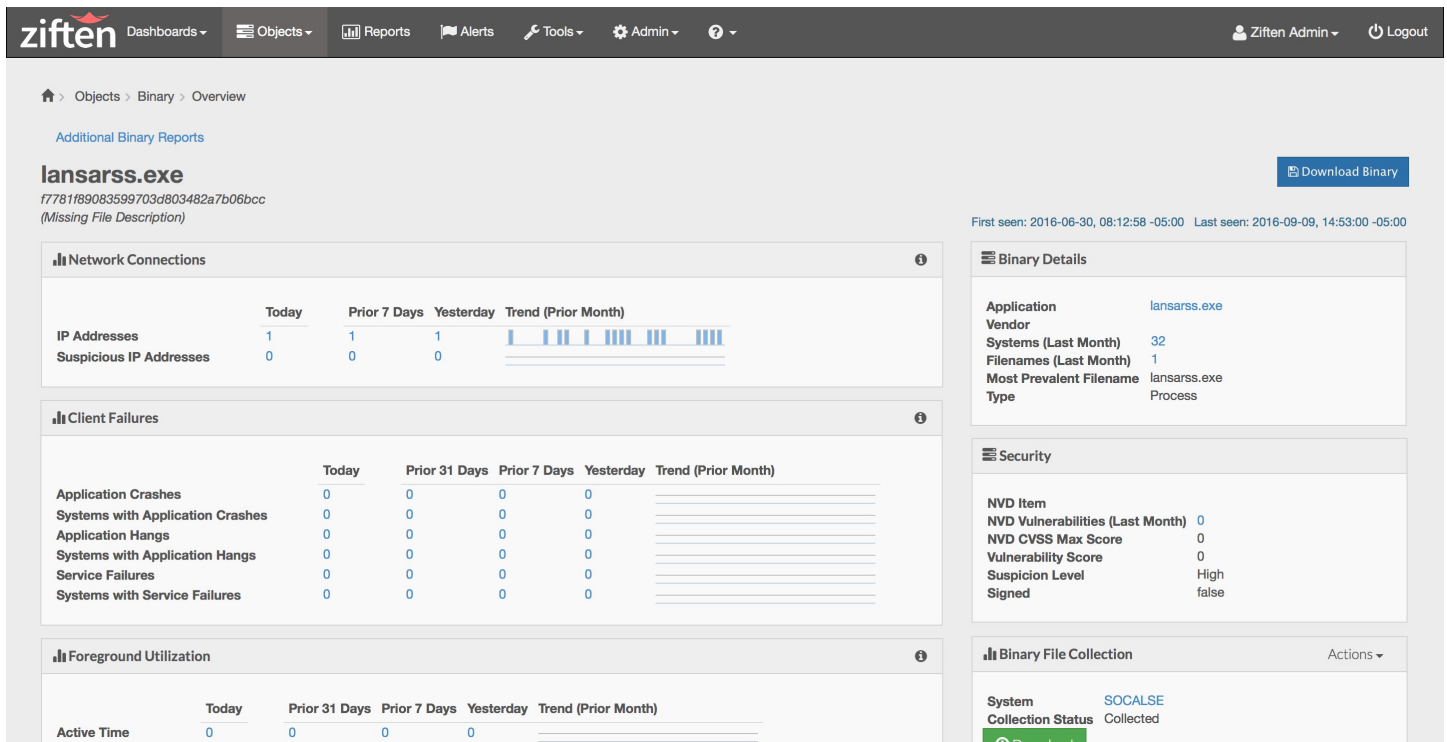 ziften Dashboards Objects Reports Alerts Tools Admin ? Ziften Admin Logout
> Objects > Binary > Overview
Additional Binary Reports
lansarss.exe
Download Binary
f7781f89083599703d803482a7b06bcc
(Missing File Description)
First seen: 2016-06-30, 08:12:58 -05:00 Last seen: 2016-09-09, 14:53:00 -05:00
Network Connections
Today Prior 7 Days Yesterday Trend (Prior Month)
IP Addresses 1 1 1
Suspicious IP Addresses 0 0 0
Client Failures
Today Prior 31 Days Prior 7 Days Yesterday Trend (Prior Month)
Application Crashes 0 0 0 0
Systems with Application Crashes 0 0 0 0
Application Hangs 0 0 0 0
Systems with Application Hangs 0 0 0 0
Service Failures 0 0 0 0
Systems with Service Failures 0 0 0 0
Foreground Utilization
Today Prior 31 Days Prior 7 Days Yesterday Trend (Prior Month)
Active Time 0 0 0 0
Binary Details
Application lansarss.exe
Vendor
Systems (Last Month) 32
Filenames (Last Month) 1
Most Prevalent Filename lansarss.exe
Type Process
Security
NVD Item
NVD Vulnerabilities (Last Month) 0
NVD CVSS Max Score 0
Vulnerability Score 0
Suspicion Level High
Signed false
Binary File Collection Actions
System SOCALSE
Collection Status Collected